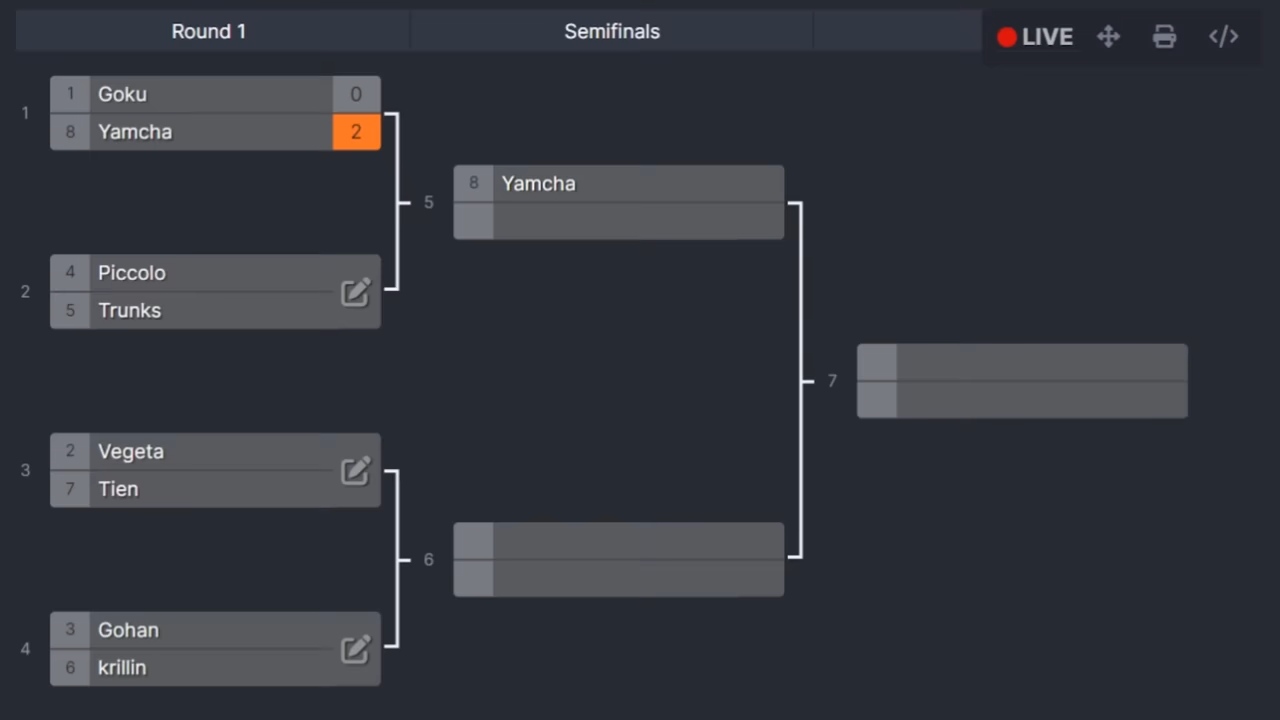 Round 1 Semifinals LIVE </>
1
1 Goku 0
8 Yamcha 2
5
8 Yamcha
2
4 Piccolo
5 Trunks
7
3
2 Vegeta
7 Tien
6
4
3 Gohan
6 krillin